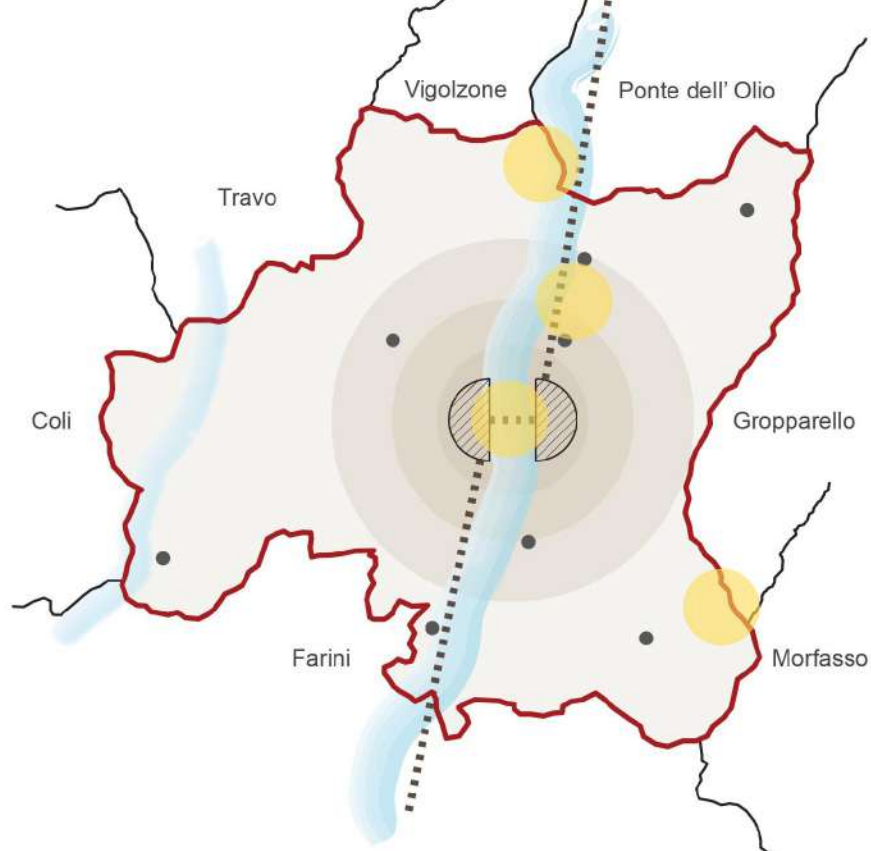 Vigolzone
Ponte dell' Olio
Travo
Coli
Gropparello
Farini
Morfasso